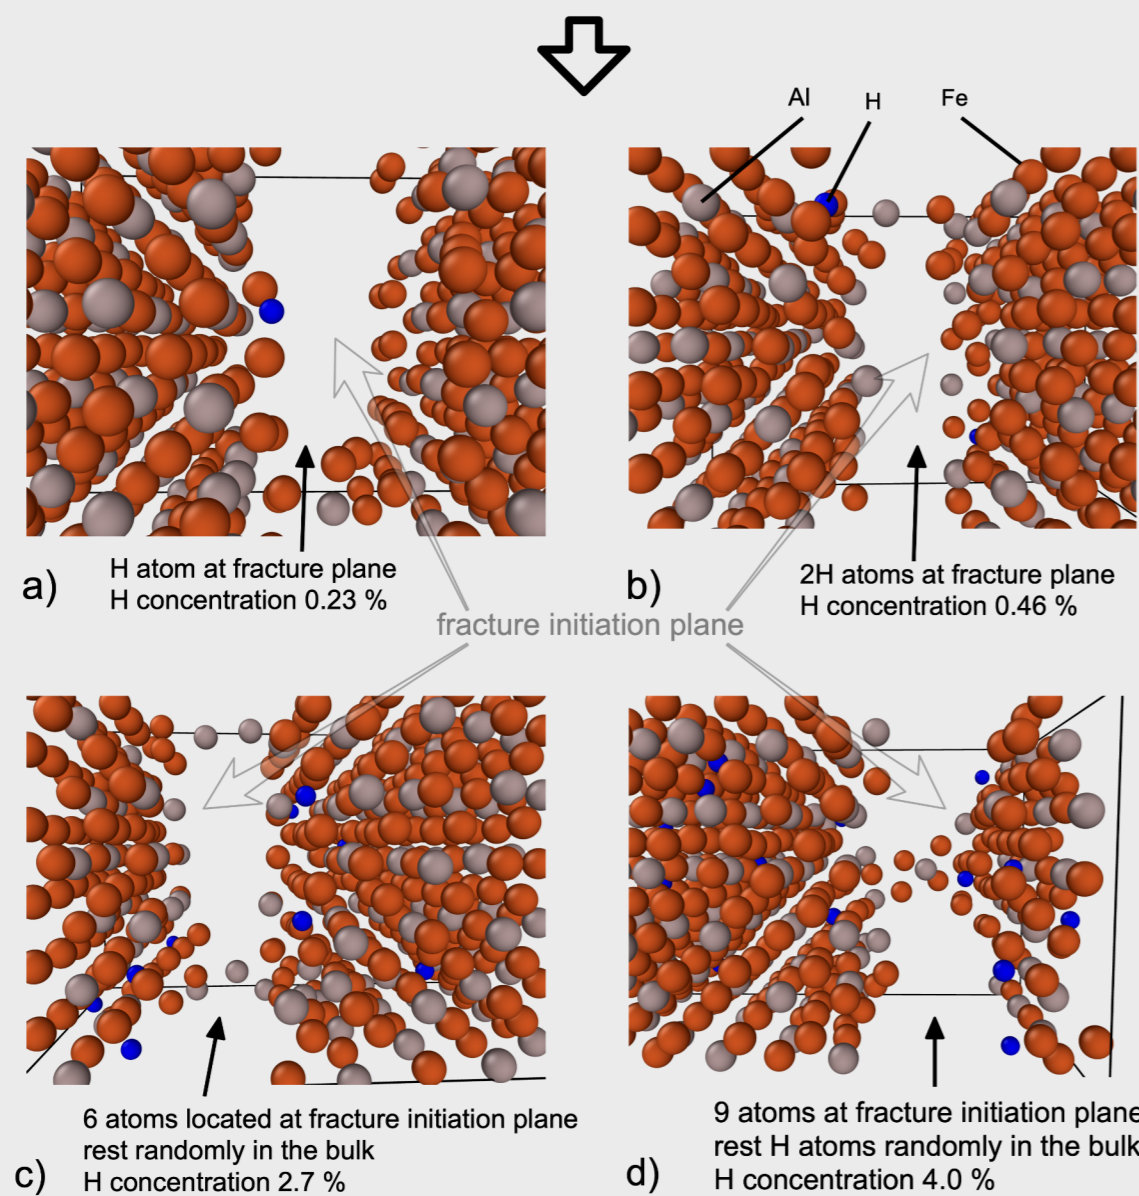 Al
H
Fe
a)
H atom at fracture plane
H concentration 0.23 %
b)
2H atoms at fracture plane
H concentration 0.46 %
fracture initiation plane
c)
6 atoms located at fracture initiation plane
rest randomly in the bulk
H concentration 2.7 %
d)
9 atoms at fracture initiation plane
rest H atoms randomly in the bulk
H concentration 4.0 %